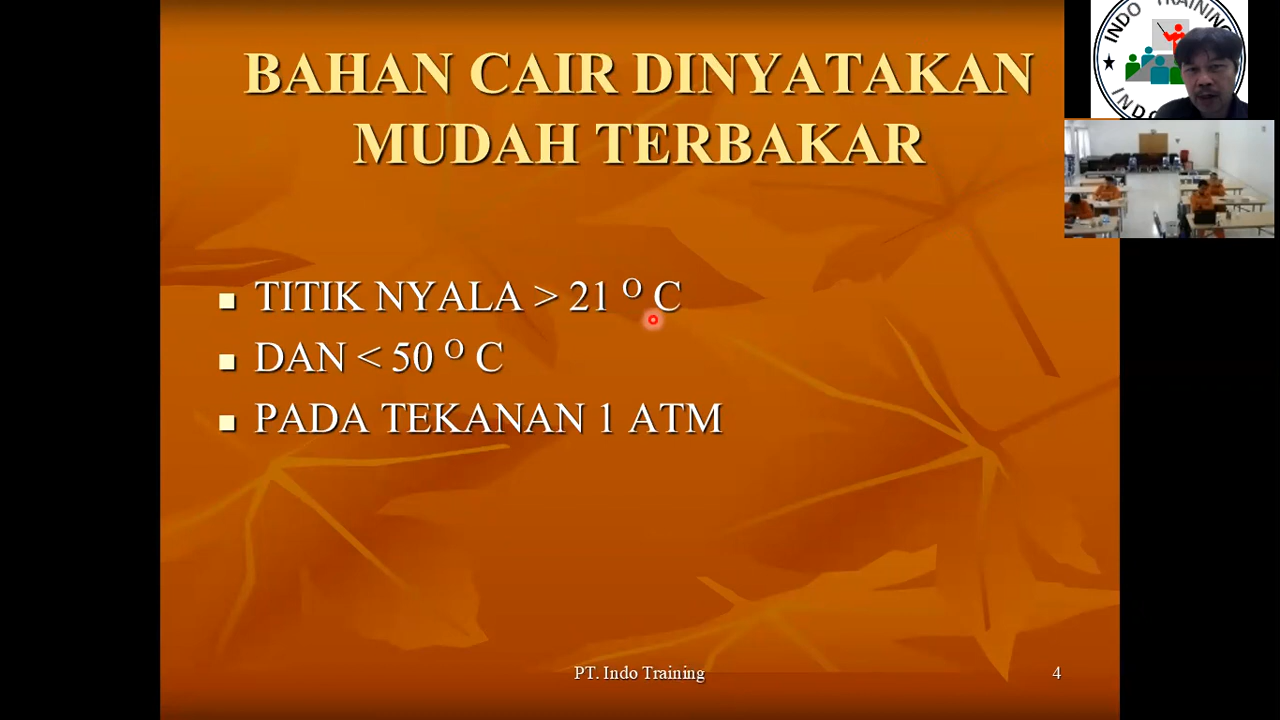 BAHAN CAIR DINYATAKAN
MUDAH TERBAKAR
TITIK NYALA > 21 O C
DAN < 50 O C
PADA TEKANAN 1 ATM
PT. Indo Training
4
INDO TRAINING
INDO